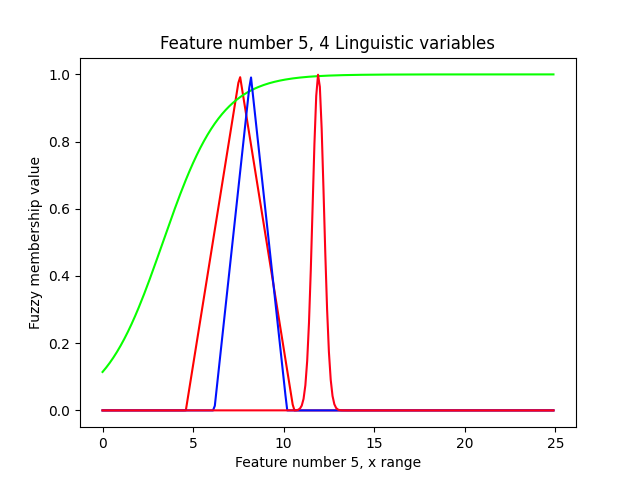 Feature number 5, 4 Linguistic variables
1.0
0.8
0.6
0.4
0.2
0.0
Fuzzy membership value
0 5 10 15 20 25
Feature number 5, x range